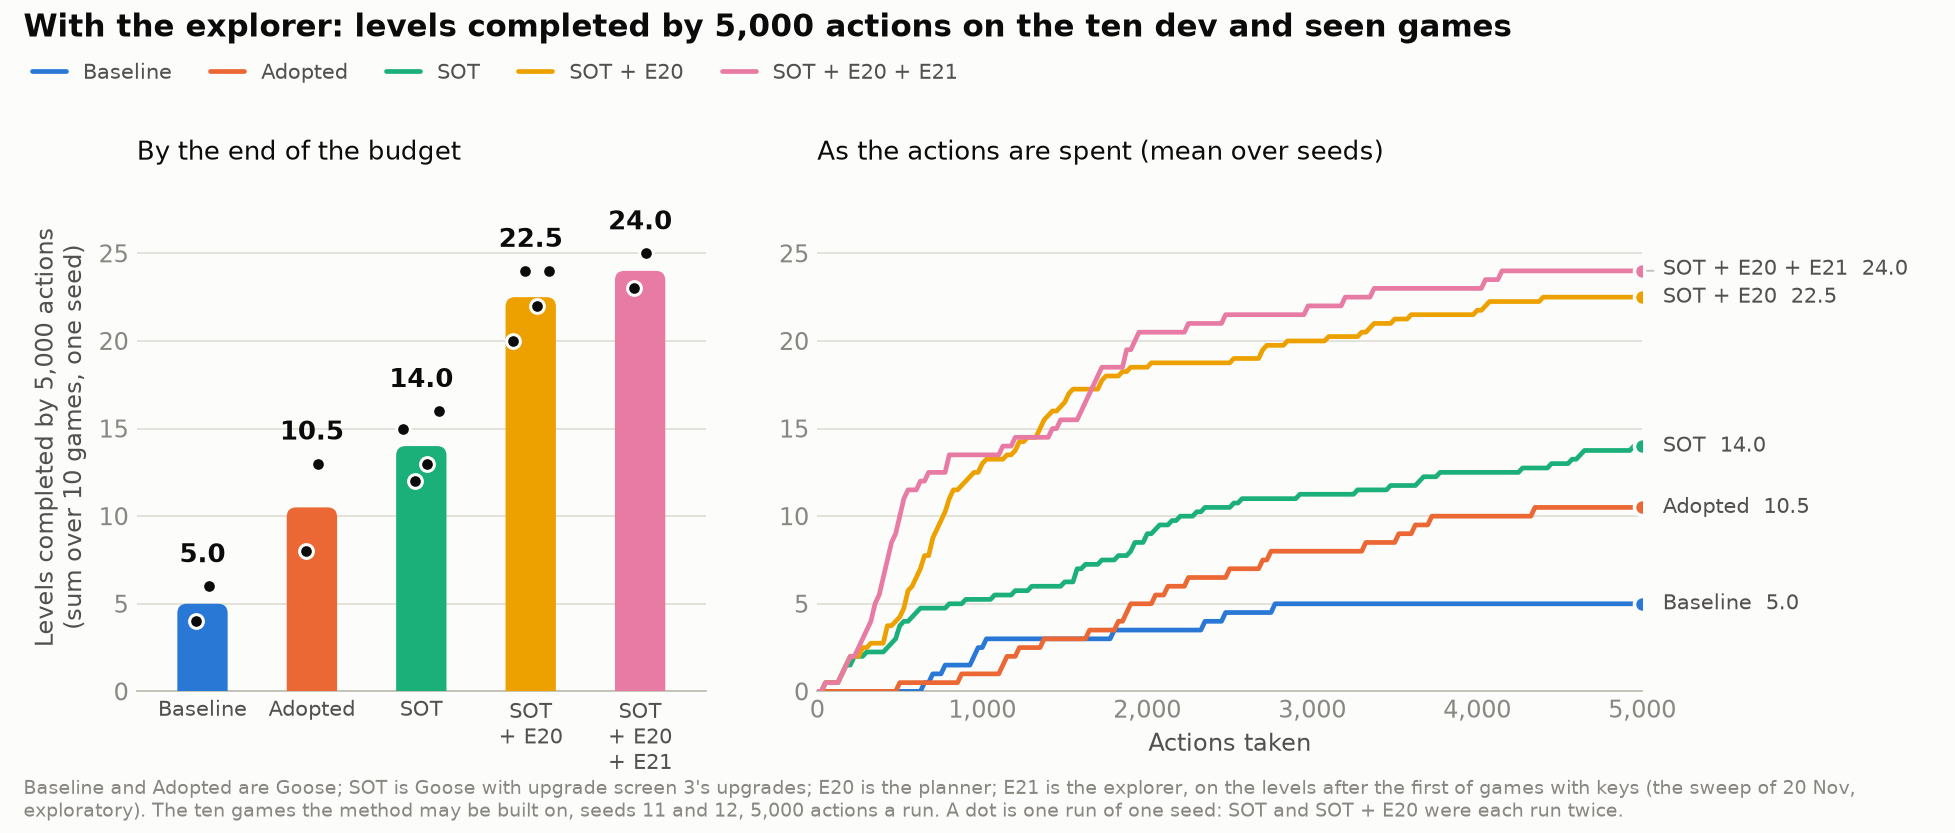 With the explorer: levels completed by 5,000 actions on the ten dev and seen games
Baseline
Adopted
SOT
SOT + E20
SOT + E20 + E21
By the end of the budget
Levels completed by 5,000 actions
(sum over 10 games, one seed)
25
20
15
10
5
0
5.0
10.5
14.0
22.5
24.0
Baseline
Adopted
SOT
SOT
+ E20
SOT
+ E20
+ E21
As the actions are spent (mean over seeds)
25
20
15
10
5
0
SOT + E20 + E21 24.0
SOT + E20 22.5
SOT 14.0
Adopted 10.5
Baseline 5.0
0
1,000
2,000
3,000
4,000
5,000
Actions taken
Baseline and Adopted are Goose; SOT is Goose with upgrade screen 3's upgrades; E20 is the planner; E21 is the explorer, on the levels after the first of games with keys (the sweep of 20 Nov,
exploratory). The ten games the method may be built on, seeds 11 and 12, 5,000 actions a run. A dot is one run of one seed: SOT and SOT + E20 were each run twice.